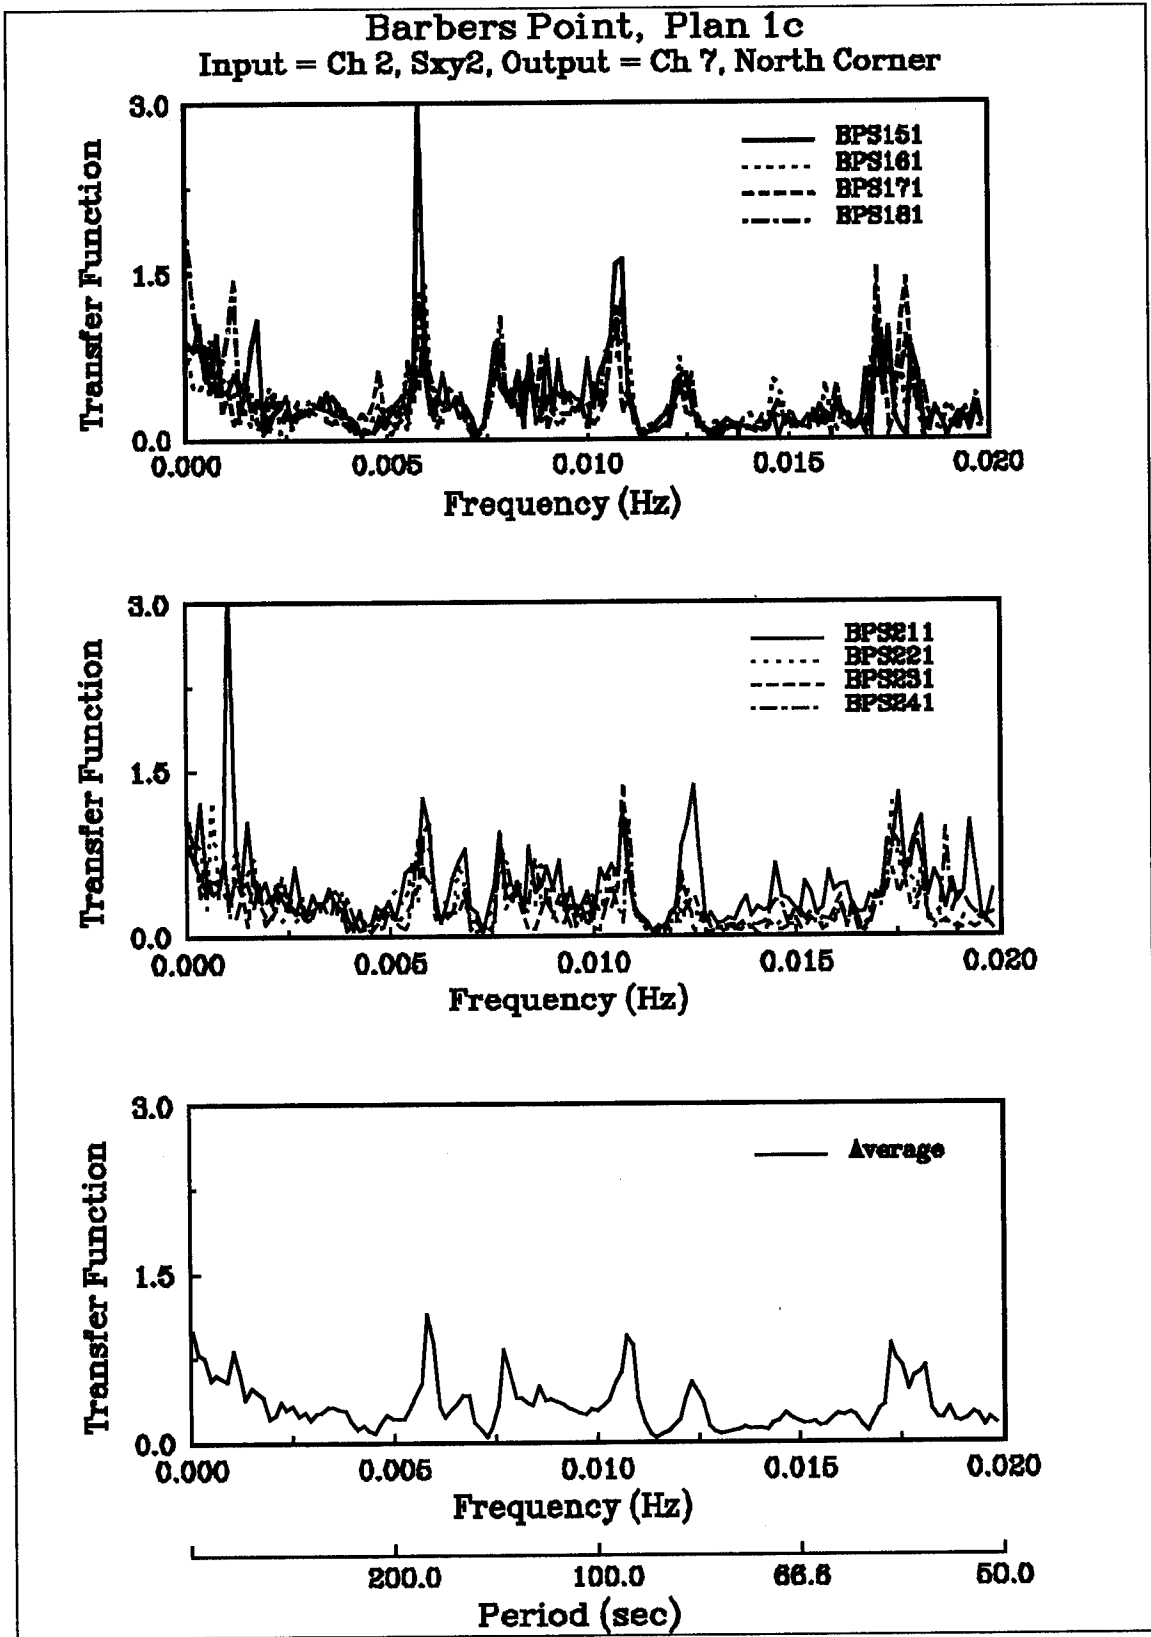 Barbers Point, Plan 1c
Input = Ch 2, Sxy2, Output = Ch 7, North Corner
3.0
1.5
0.0
Transfer Function
BPS151
BPS161
BPS171
BPS181
0.000 0.005 0.010 0.015 0.020
Frequency (Hz)
3.0
1.5
0.0
Transfer Function
BPS211
BPS221
BPS231
BPS241
0.000 0.005 0.010 0.015 0.020
Frequency (Hz)
3.0
1.5
0.0
Transfer Function
Average
0.000 0.005 0.010 0.015 0.020
Frequency (Hz)
200.0 100.0 66.6 50.0
Period (sec)